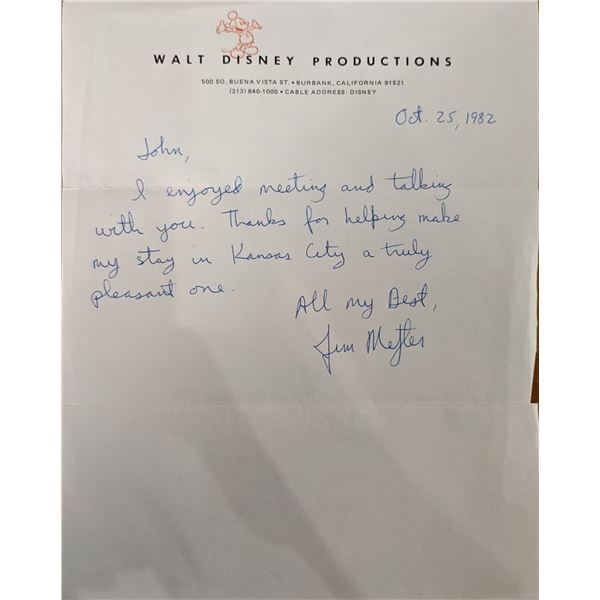 WALT DISNEY PRODUCTIONS
500 SO. BUENA VISTA ST. • BURBANK, CALIFORNIA 91521
(213) 840-1000 • CABLE ADDRESS: DISNEY
Oct. 25, 1982
John,
I enjoyed meeting and talking
with you. Thanks for helping make
my stay in Kansas City a truly
pleasant one.
All my Best,
Jim